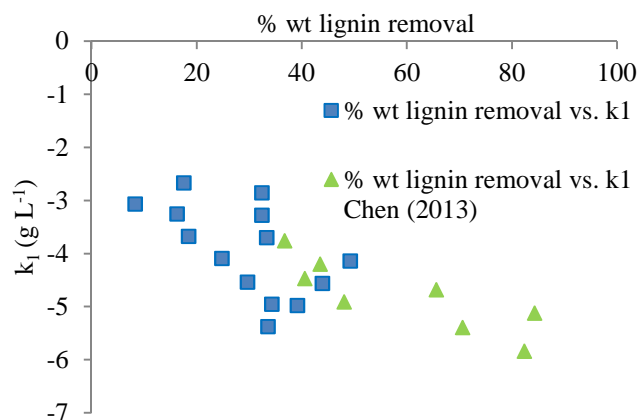 % wt lignin removal
0
0
20
40
60
80
100
-1
-2
-3
-4
-5
-6
-7
k₁ (g L⁻¹)
% wt lignin removal vs. k1
% wt lignin removal vs. k1
Chen (2013)